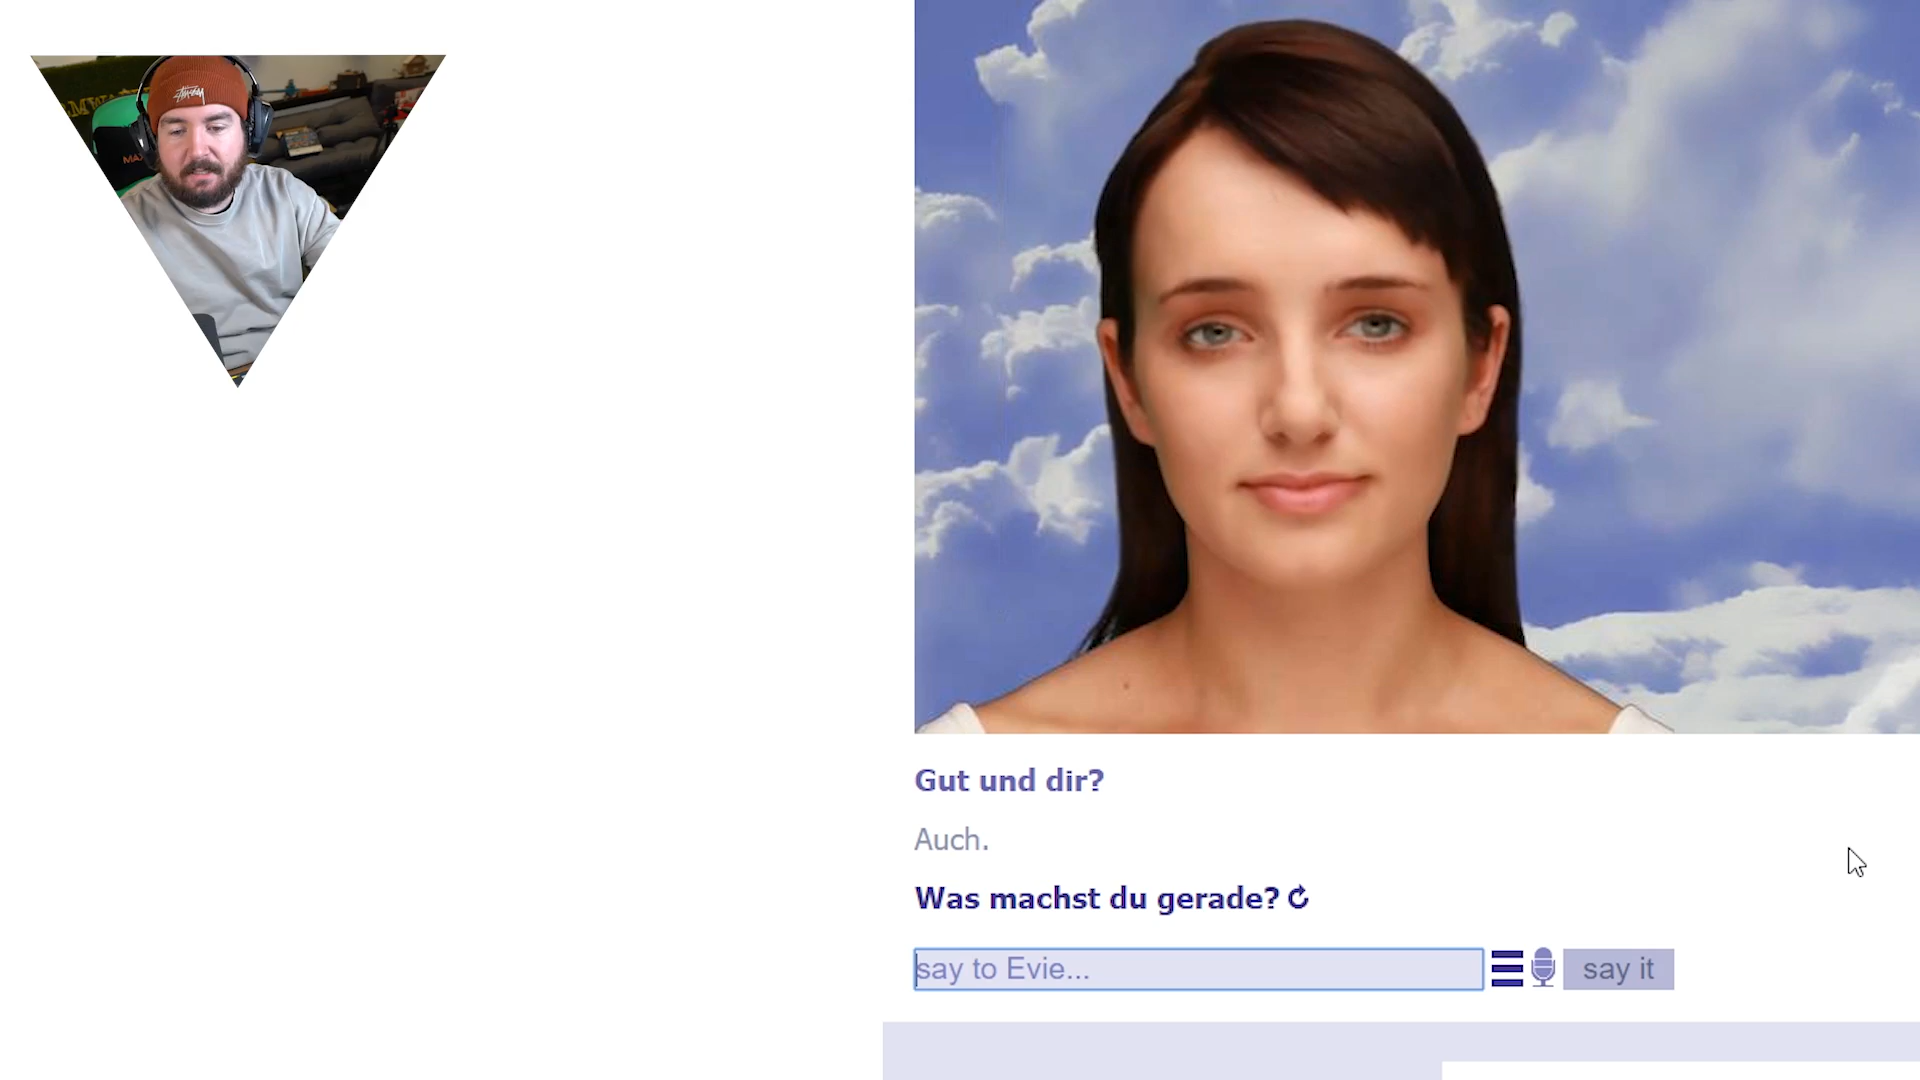 Gut und dir?
Auch.
Was machst du gerade?
say to Evie...
say it